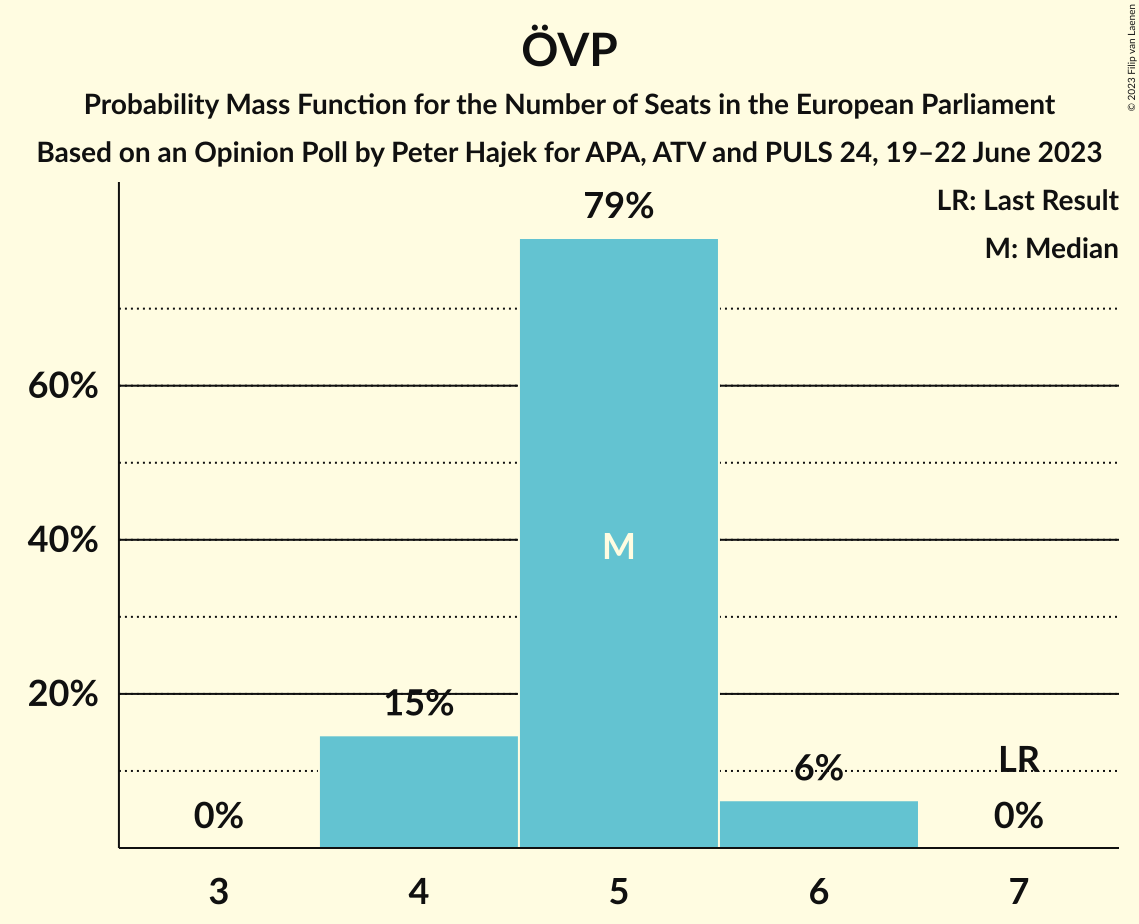 ÖVP
Probability Mass Function for the Number of Seats in the European Parliament
Based on an Opinion Poll by Peter Hajek for APA, ATV and PULS 24, 19–22 June 2023
© 2023 Filip van Laenen
LR: Last Result
M: Median
79%
60%
40%
M
20%
15%
6%
LR
0%
0%
3 4 5 6 7